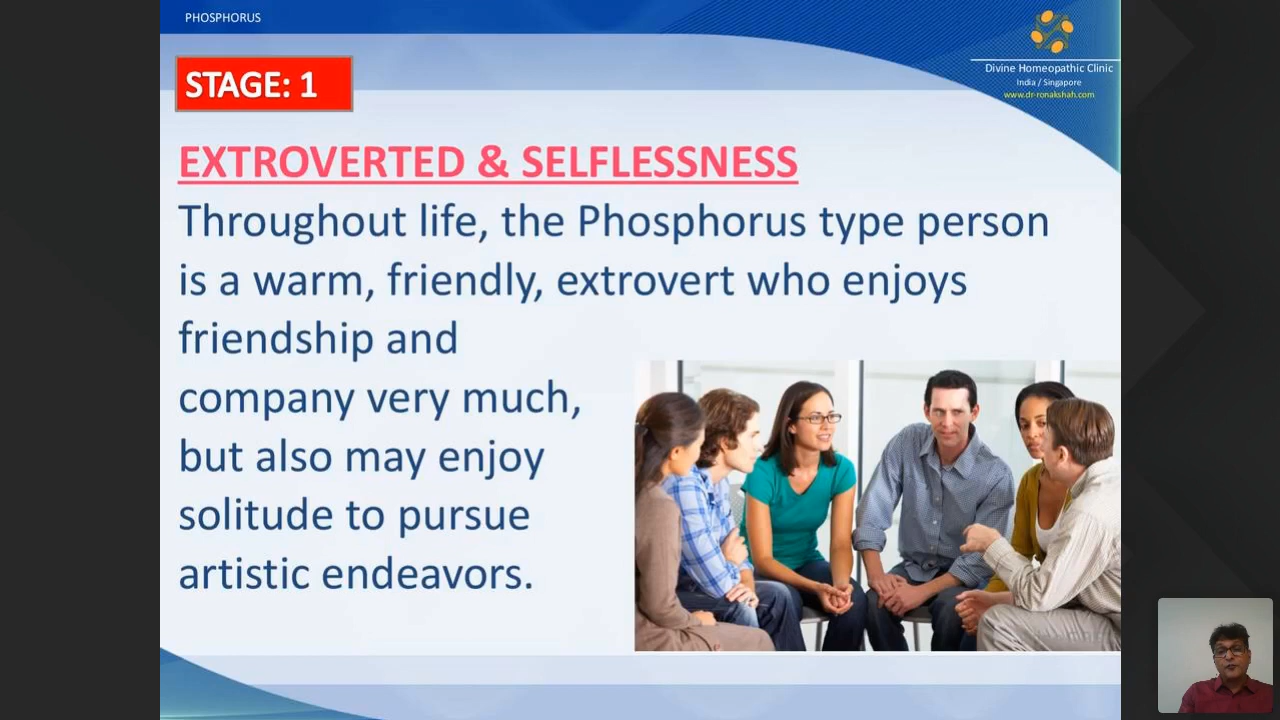 PHOSPHORUS
Divine Homeopathic Clinic
India / Singapore
www.dr-ronakshah.com
STAGE: 1
EXTROVERTED & SELFLESSNESS
Throughout life, the Phosphorus type person
is a warm, friendly, extrovert who enjoys
friendship and
company very much,
but also may enjoy
solitude to pursue
artistic endeavors.